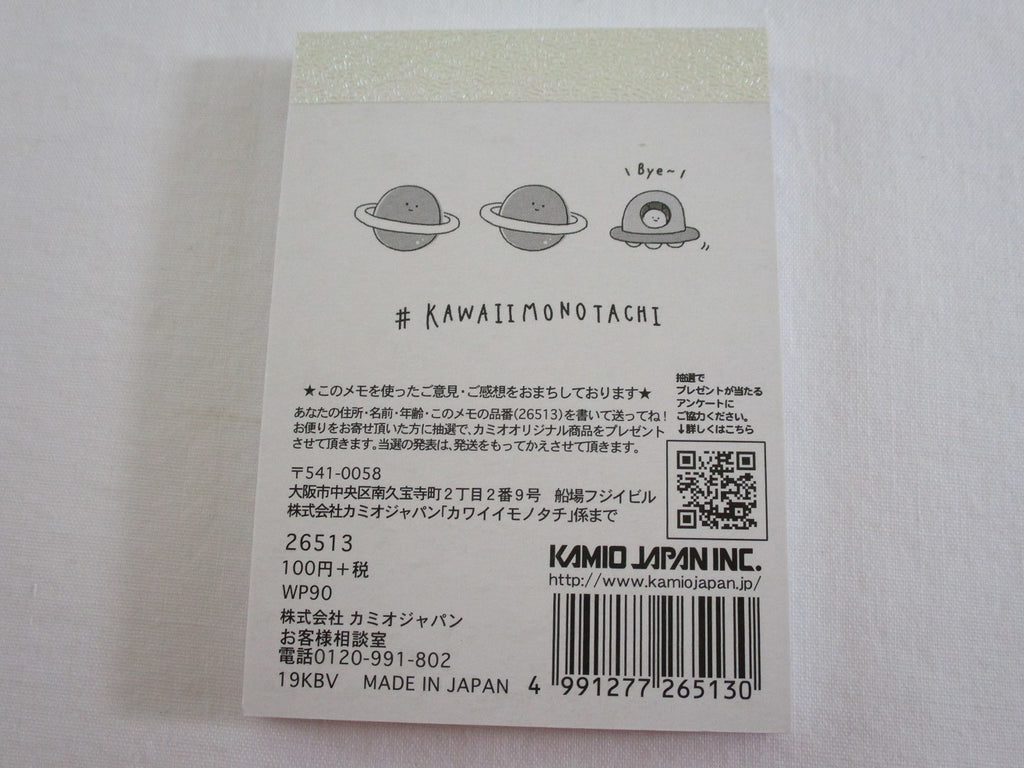 Bye~
# KAWAIIMONOTACHI
★このメモを使ったご意見・ご感想をおまちしております★
あなたの住所・名前・年齢・このメモの品番(26513)を書いて送ってね!
お便りをお寄せ頂いた方に抽選で、カミオオリジナル商品をプレゼント
させて頂きます。当選の発表は、発送をもってかえさせて頂きます。
抽選で
プレゼントが当たる
アンケートに
ご協力ください。
↓詳しくはこちら
〒541-0058
大阪市中央区南久宝寺町2丁目2番9号 船場フジイビル
株式会社カミオジャパン「カワイイモノタチ」係まで
26513
100円+税
WP90
株式会社 カミオジャパン
お客様相談室
電話0120-991-802
19KBV MADE IN JAPAN
KAMIO JAPAN INC.
http://www.kamiojapan.jp/
4 991277 265130